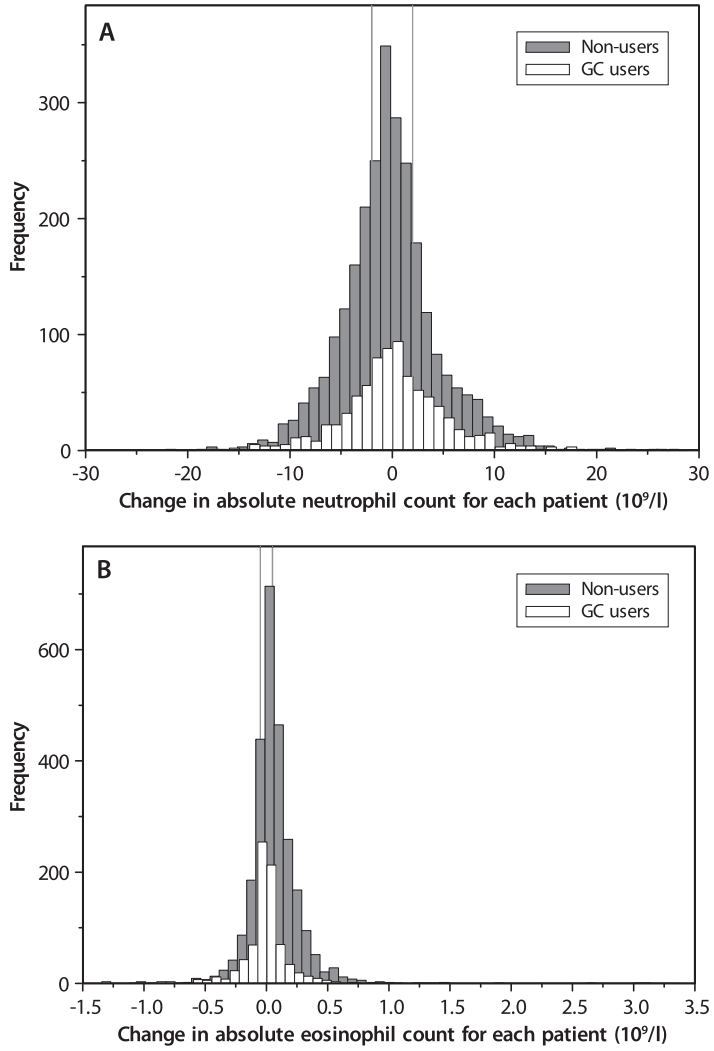 A
Non-users
GC users
300
200
100
0
Frequency
-30 -20 -10 0 10 20 30
Change in absolute neutrophil count for each patient (10⁹/l)
B
Non-users
GC users
600
400
200
0
Frequency
-1.5 -1.0 -0.5 0.0 0.5 1.0 1.5 2.0 2.5 3.0 3.5
Change in absolute eosinophil count for each patient (10⁹/l)